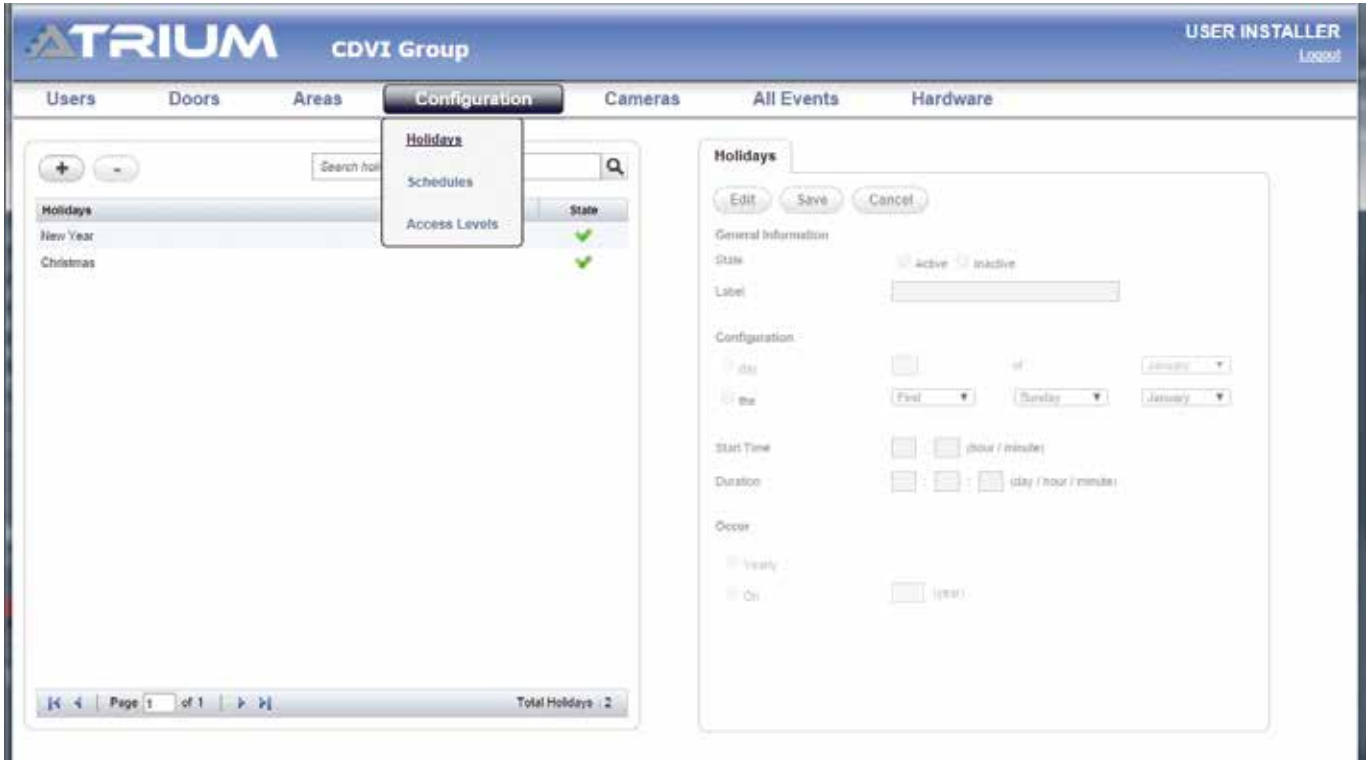 ATRIUM CDVI Group
USER INSTALLER
Logout
Users Doors Areas Configuration Cameras All Events Hardware
Holidays
Schedules
Access Levels
+ - Search holi
Holidays State
New Year
Christmas
Page 1 of 1 Total Holidays : 2
Holidays
Edit Save Cancel
General Information
State Active Inactive
Label
Configuration
day of January
the First Sunday January
Start Time : (hour / minute)
Duration : : (day / hour / minute)
Occur
Yearly
On (year)